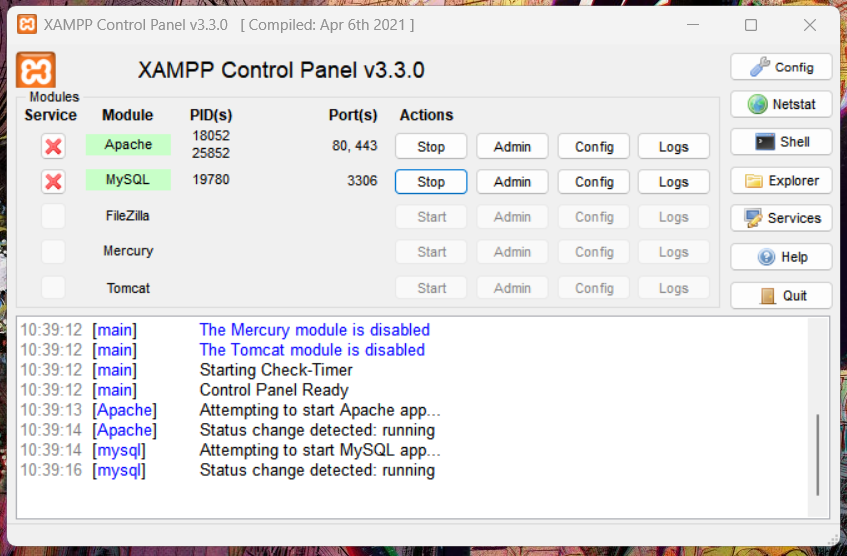 XAMPP Control Panel v3.3.0 [ Compiled: Apr 6th 2021 ]
XAMPP Control Panel v3.3.0
Modules
Service Module PID(s) Port(s) Actions
Apache 18052 25852 80, 443 Stop Admin Config Logs
MySQL 19780 3306 Stop Admin Config Logs
FileZilla Start Admin Config Logs
Mercury Start Admin Config Logs
Tomcat Start Admin Config Logs
Config
Netstat
Shell
Explorer
Services
Help
Quit
10:39:12 [main] The Mercury module is disabled
10:39:12 [main] The Tomcat module is disabled
10:39:12 [main] Starting Check-Timer
10:39:12 [main] Control Panel Ready
10:39:13 [Apache] Attempting to start Apache app...
10:39:14 [Apache] Status change detected: running
10:39:14 [mysql] Attempting to start MySQL app...
10:39:16 [mysql] Status change detected: running